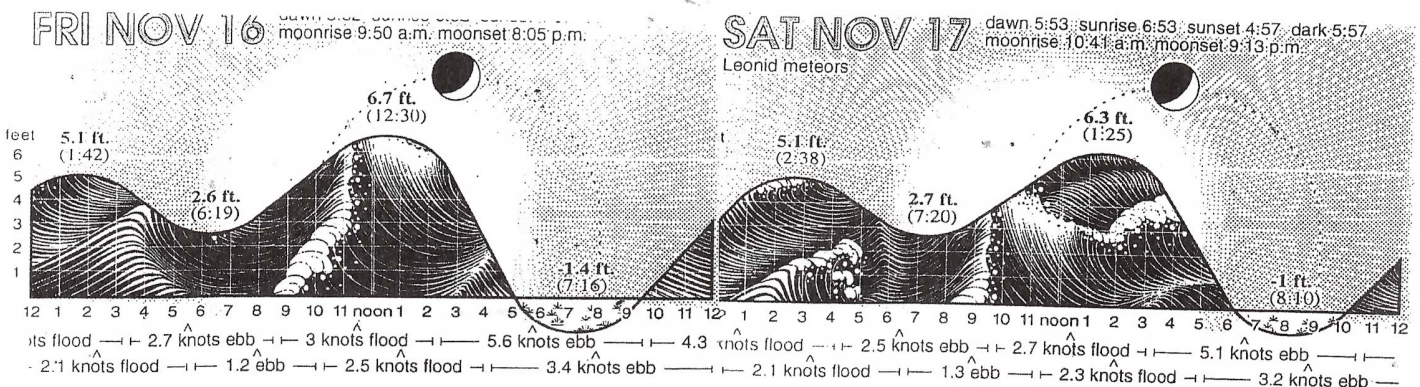 FRI NOV 16
moonrise 9:50 a.m. moonset 8:05 p.m.
feet
6
5
4
3
2
1
5.1 ft.
(1:42)
2.6 ft.
(6:19)
6.7 ft.
(12:30)
-1.4 ft.
(7:16)
12 1 2 3 4 5 6 7 8 9 10 11 noon 1 2 3 4 5 6 7 8 9 10 11 12
knots flood 2.7 knots ebb 3 knots flood 5.6 knots ebb 4.3
2.1 knots flood 1.2 ebb 2.5 knots flood 3.4 knots ebb
SAT NOV 17
dawn 5:53 sunrise 6:53 sunset 4:57 dark 5:57
moonrise 10:41 a.m. moonset 9:13 p.m.
Leonid meteors
5.1 ft.
(2:38)
2.7 ft.
(7:20)
6.3 ft.
(1:25)
-1 ft.
(8:10)
1 2 3 4 5 6 7 8 9 10 11 noon 1 2 3 4 5 6 7 8 9 10 11 12
knots flood 2.5 knots ebb 2.7 knots flood 5.1 knots ebb
2.1 knots flood 1.3 ebb 2.3 knots flood 3.2 knots ebb